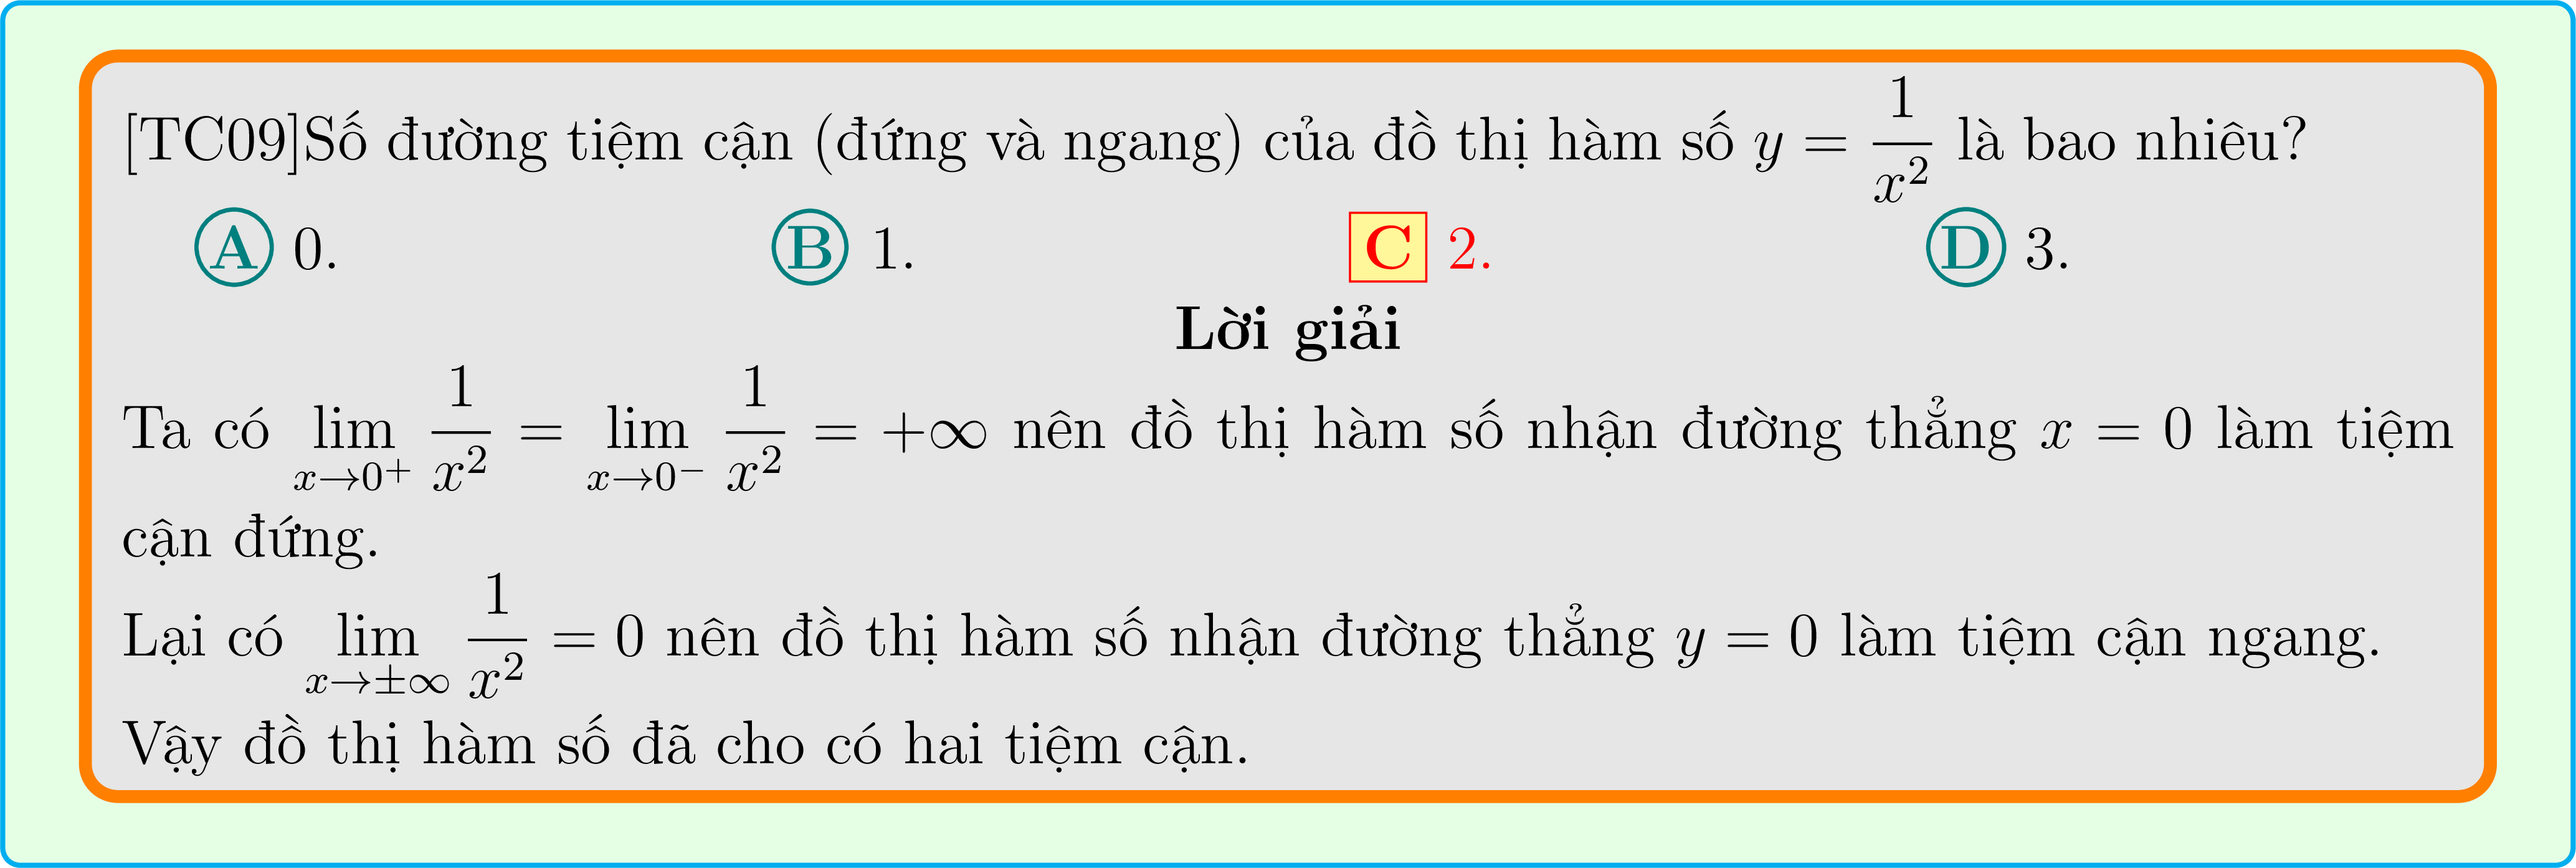 [TC09]Số đường tiệm cận (đứng và ngang) của đồ thị hàm số $y = \dfrac{1}{x^2}$ là bao nhiêu?
A 0. B 1. C 2. D 3.
Lời giải
Ta có $\lim\limits_{x \to 0^+} \dfrac{1}{x^2} = \lim\limits_{x \to 0^-} \dfrac{1}{x^2} = +\infty$ nên đồ thị hàm số nhận đường thẳng $x = 0$ làm tiệm
cận đứng.
Lại có $\lim\limits_{x \to \pm\infty} \dfrac{1}{x^2} = 0$ nên đồ thị hàm số nhận đường thẳng $y = 0$ làm tiệm cận ngang.
Vậy đồ thị hàm số đã cho có hai tiệm cận.